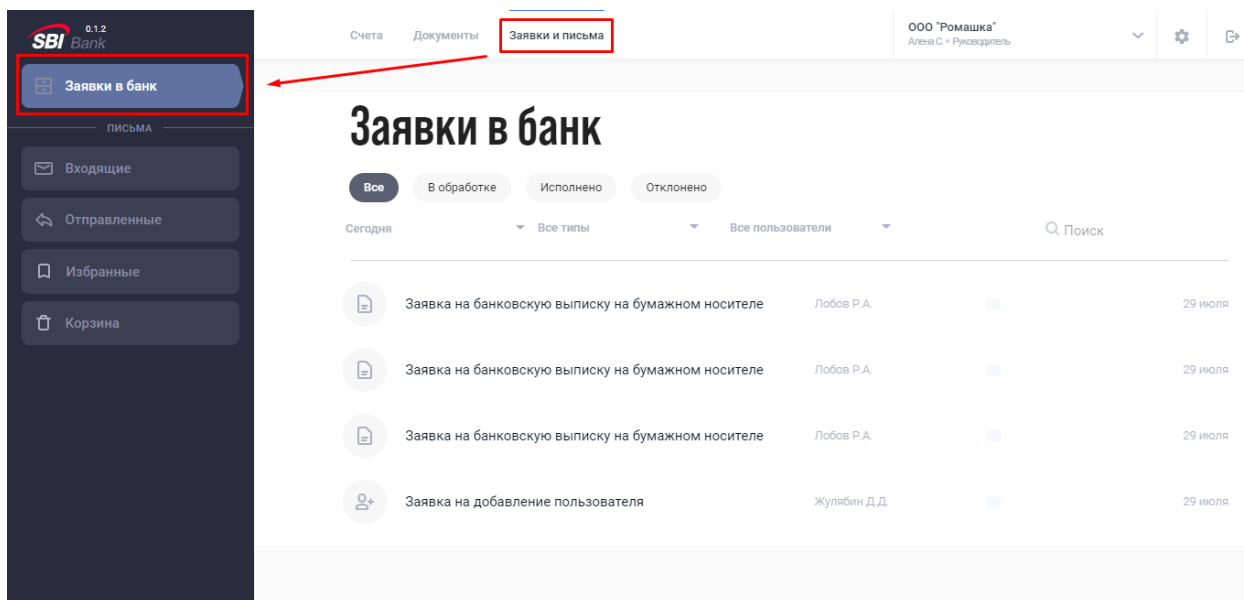 0.1.2
SBI Bank
Заявки в банк
ПИСЬМА
Входящие
Отправленные
Избранные
Корзина
Счета Документы Заявки и письма
ООО "Ромашка"
Алена С. • Руководитель
Заявки в банк
Все В обработке Исполнено Отклонено
Сегодня Все типы Все пользователи Поиск
Заявка на банковскую выписку на бумажном носителе Лобов Р.А. 29 июля
Заявка на банковскую выписку на бумажном носителе Лобов Р.А. 29 июля
Заявка на банковскую выписку на бумажном носителе Лобов Р.А. 29 июля
Заявка на добавление пользователя Жулябин Д.Д. 29 июля